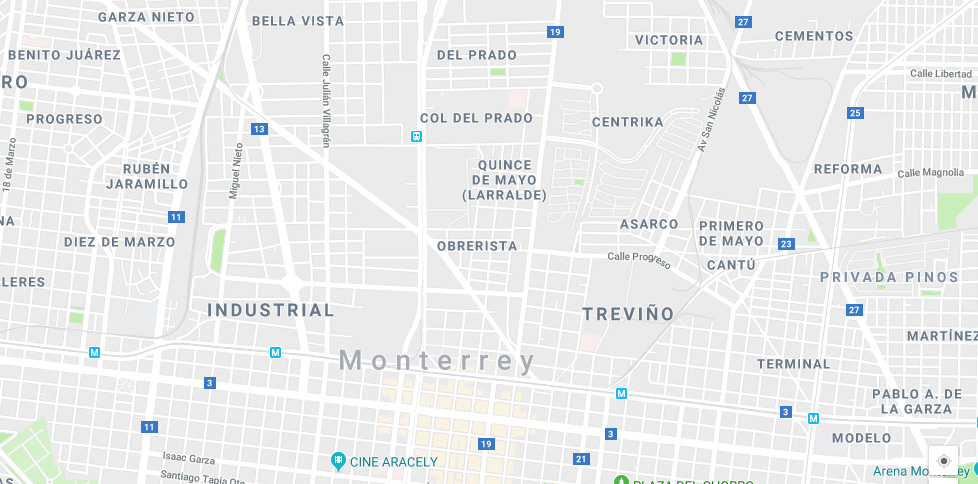 GARZA NIETO
BELLA VISTA
19
VICTORIA
27
CEMENTOS
BENITO JUÁREZ
DEL PRADO
Calle Libertad
RO
Calle Julián Villagrán
27
M
PROGRESO
13
COL DEL PRADO
CENTRIKA
Av San Nicolás
25
18 de Marzo
RUBÉN
JARAMILLO
Miguel Nieto
QUINCE
DE MAYO
(LARRALDE)
REFORMA
Calle Magnolia
NA
11
ASARCO
PRIMERO
DE MAYO
DIEZ DE MARZO
OBRERISTA
23
Calle Progreso
CANTÚ
LERES
PRIVADA PINOS
INDUSTRIAL
TREVIÑO
27
MARTÍNEZ
M
M
Monterrey
TERMINAL
3
M
PABLO A. DE
LA GARZA
3
M
11
3
MODELO
19
Isaac Garza
CINE ARACELY
21
Santiago Tapia Ote
Arena Monterrey
AS
PLAZA DEL CHORRO